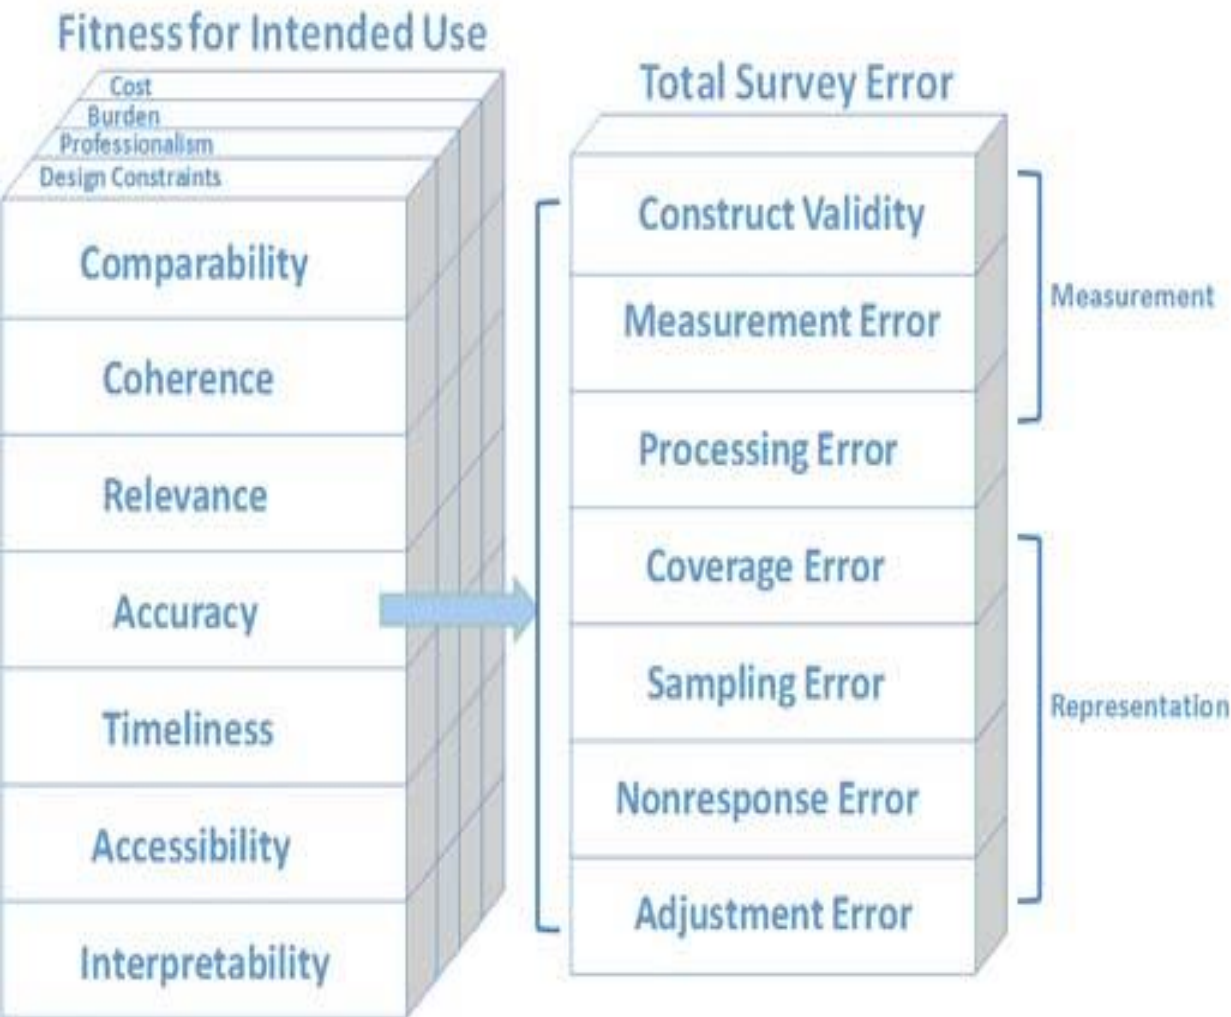 Fitness for Intended Use
Cost
Burden
Professionalism
Design Constraints
Comparability
Coherence
Relevance
Accuracy
Timeliness
Accessibility
Interpretability
Total Survey Error
Construct Validity
Measurement Error
Processing Error
Coverage Error
Sampling Error
Nonresponse Error
Adjustment Error
Measurement
Representation